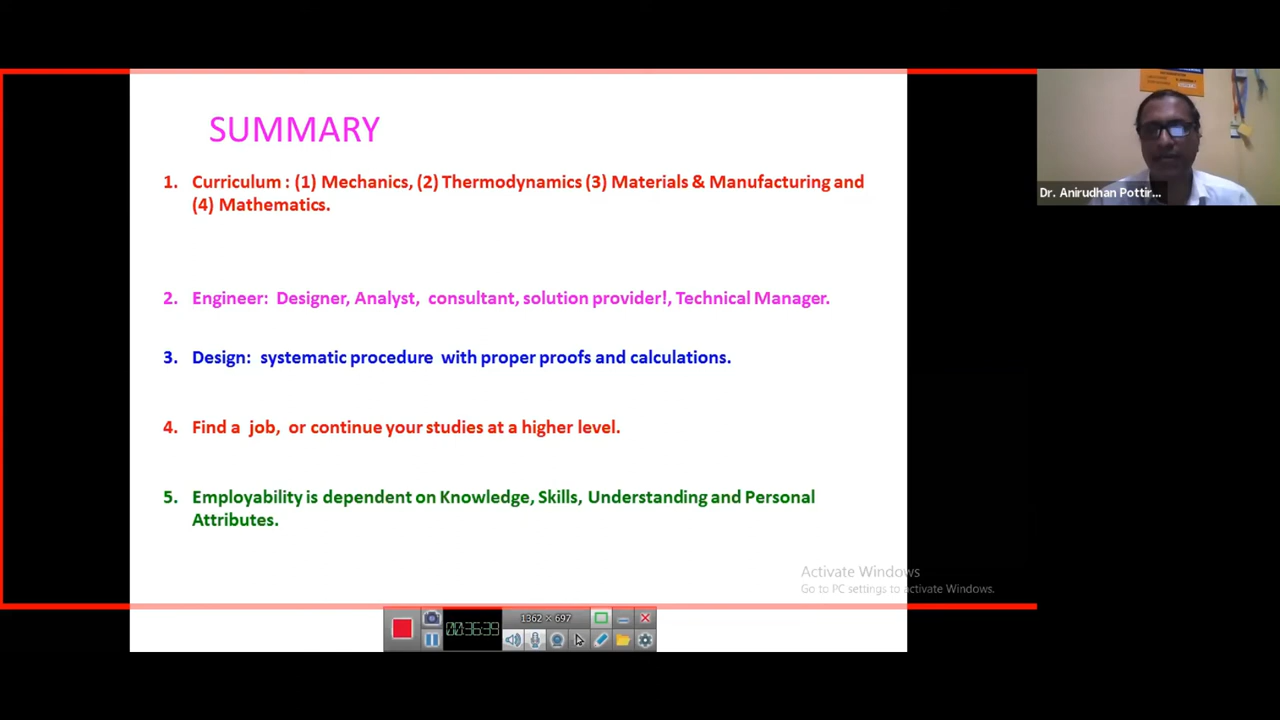 SUMMARY
1. Curriculum : (1) Mechanics, (2) Thermodynamics (3) Materials & Manufacturing and
(4) Mathematics.
2. Engineer: Designer, Analyst, consultant, solution provider!, Technical Manager.
3. Design: systematic procedure with proper proofs and calculations.
4. Find a job, or continue your studies at a higher level.
5. Employability is dependent on Knowledge, Skills, Understanding and Personal
Attributes.
Dr. Anirudhan Pottir...
Activate Windows
Go to PC settings to activate Windows.
1362 × 697
00:36:39